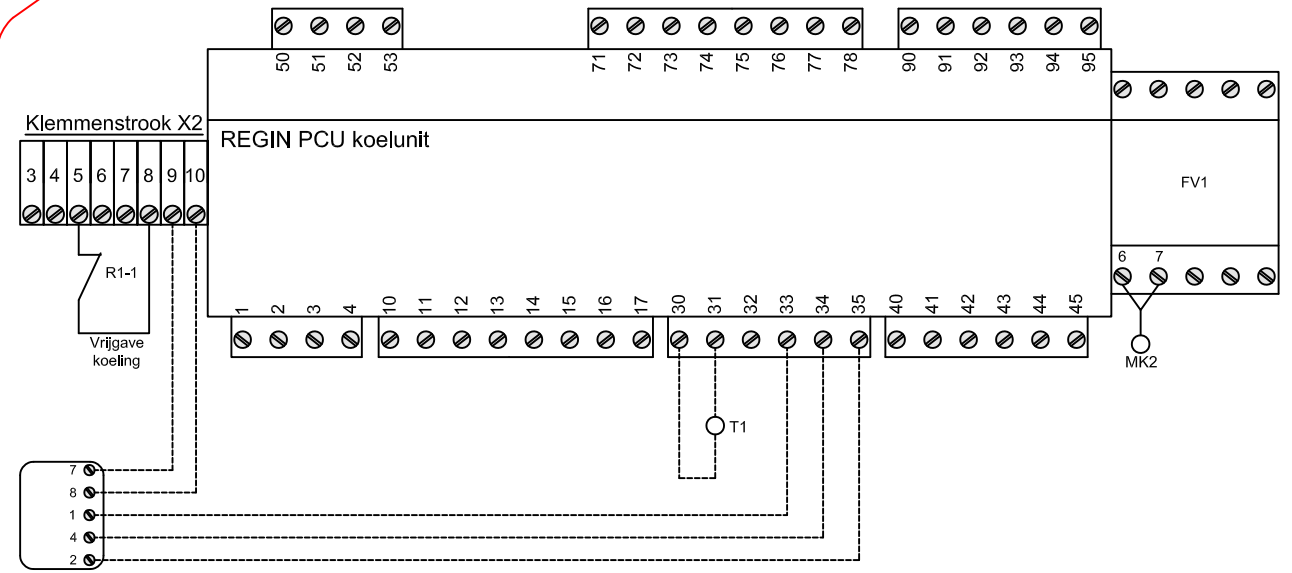 50 51 52 53
71 72 73 74 75 76 77 78
90 91 92 93 94 95
Klemmenstrook X2
REGIN PCU koelunit
3 4 5 6 7 8 9 10
FV1
R1-1
Vrijgave
koeling
6 7
MK2
1 2 3 4
10 11 12 13 14 15 16 17
30 31 32 33 34 35
40 41 42 43 44 45
T1
7
8
1
4
2